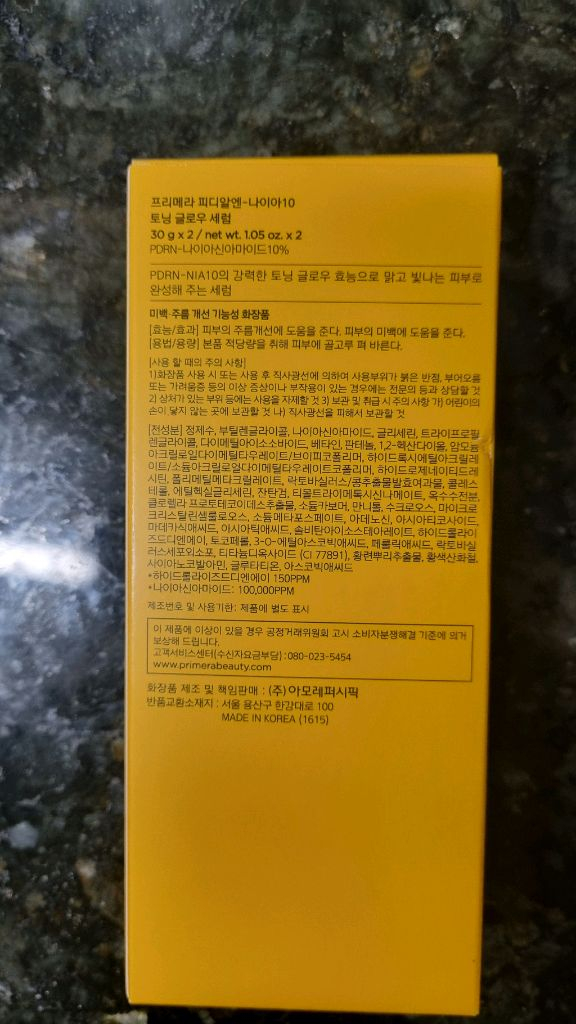 프리메라 피디알엔-나이아10
토닝 글로우 세럼
30 g x 2 / net wt. 1.05 oz. x 2
PDRN-나이아신아마이드10%
PDRN-NIA10의 강력한 토닝 글로우 효능으로 맑고 빛나는 피부로
완성해 주는 세럼
미백·주름 개선 기능성 화장품
[효능/효과] 피부의 주름개선에 도움을 준다. 피부의 미백에 도움을 준다.
[용법/용량] 본품 적당량을 취해 피부에 골고루 펴 바른다.
[사용 할 때의 주의 사항]
1)화장품 사용 시 또는 사용 후 직사광선에 의하여 사용부위가 붉은 반점, 부어오름
또는 가려움증 등의 이상 증상이나 부작용이 있는 경우에는 전문의 등과 상담할 것
2) 상처가 있는 부위 등에는 사용을 자제할 것 3) 보관 및 취급 시 주의 사항 가) 어린이의
손이 닿지 않는 곳에 보관할 것 나) 직사광선을 피해서 보관할 것
[전성분] 정제수, 부틸렌글라이콜, 나이아신아마이드, 글리세린, 트라이프로필
렌글라이콜, 다이메틸아이소소바이드, 베타인, 판테놀, 1,2-헥산다이올, 암모늄
아크릴로일다이메틸타우레이트/브이피코폴리머, 하이드록시에틸아크릴레이
트/소듐아크릴로일다이메틸타우레이트코폴리머, 하이드로제네이티드레
시틴, 폴리메틸메타크릴레이트, 락토바실러스/콩추출물발효여과물, 콜레스
테롤, 에틸헥실글리세린, 잔탄검, 티몰트라이메톡시신나메이트, 옥수수전분,
클로렐라 프로토테코이데스추출물, 소듐카보머, 만니톨, 수크로오스, 마이크로
크리스탈린셀룰로오스, 소듐메타포스페이트, 아데노신, 아시아티코사이드,
마데카식애씨드, 아시아틱애씨드, 솔비탄아이소스테아레이트, 하이드롤라이
즈드디엔에이, 토코페롤, 3-O-에틸아스코빅애씨드, 페룰릭애씨드, 락토바실
러스세포외소포, 티타늄디옥사이드 (CI 77891), 황련뿌리추출물, 황색산화철,
사이아노코발아민, 글루타티온, 아스코빅애씨드
*하이드롤라이즈드디엔에이 150PPM
*나이아신아마이드: 100,000PPM
제조번호 및 사용기한: 제품에 별도 표시
이 제품에 이상이 있을 경우 공정거래위원회 고시 소비자분쟁해결 기준에 의거
보상해 드립니다.
고객서비스센터(수신자요금부담) : 080-023-5454
www.primerabeauty.com
화장품 제조 및 책임판매 : (주)아모레퍼시픽
반품교환소재지 : 서울 용산구 한강대로 100
MADE IN KOREA (1615)